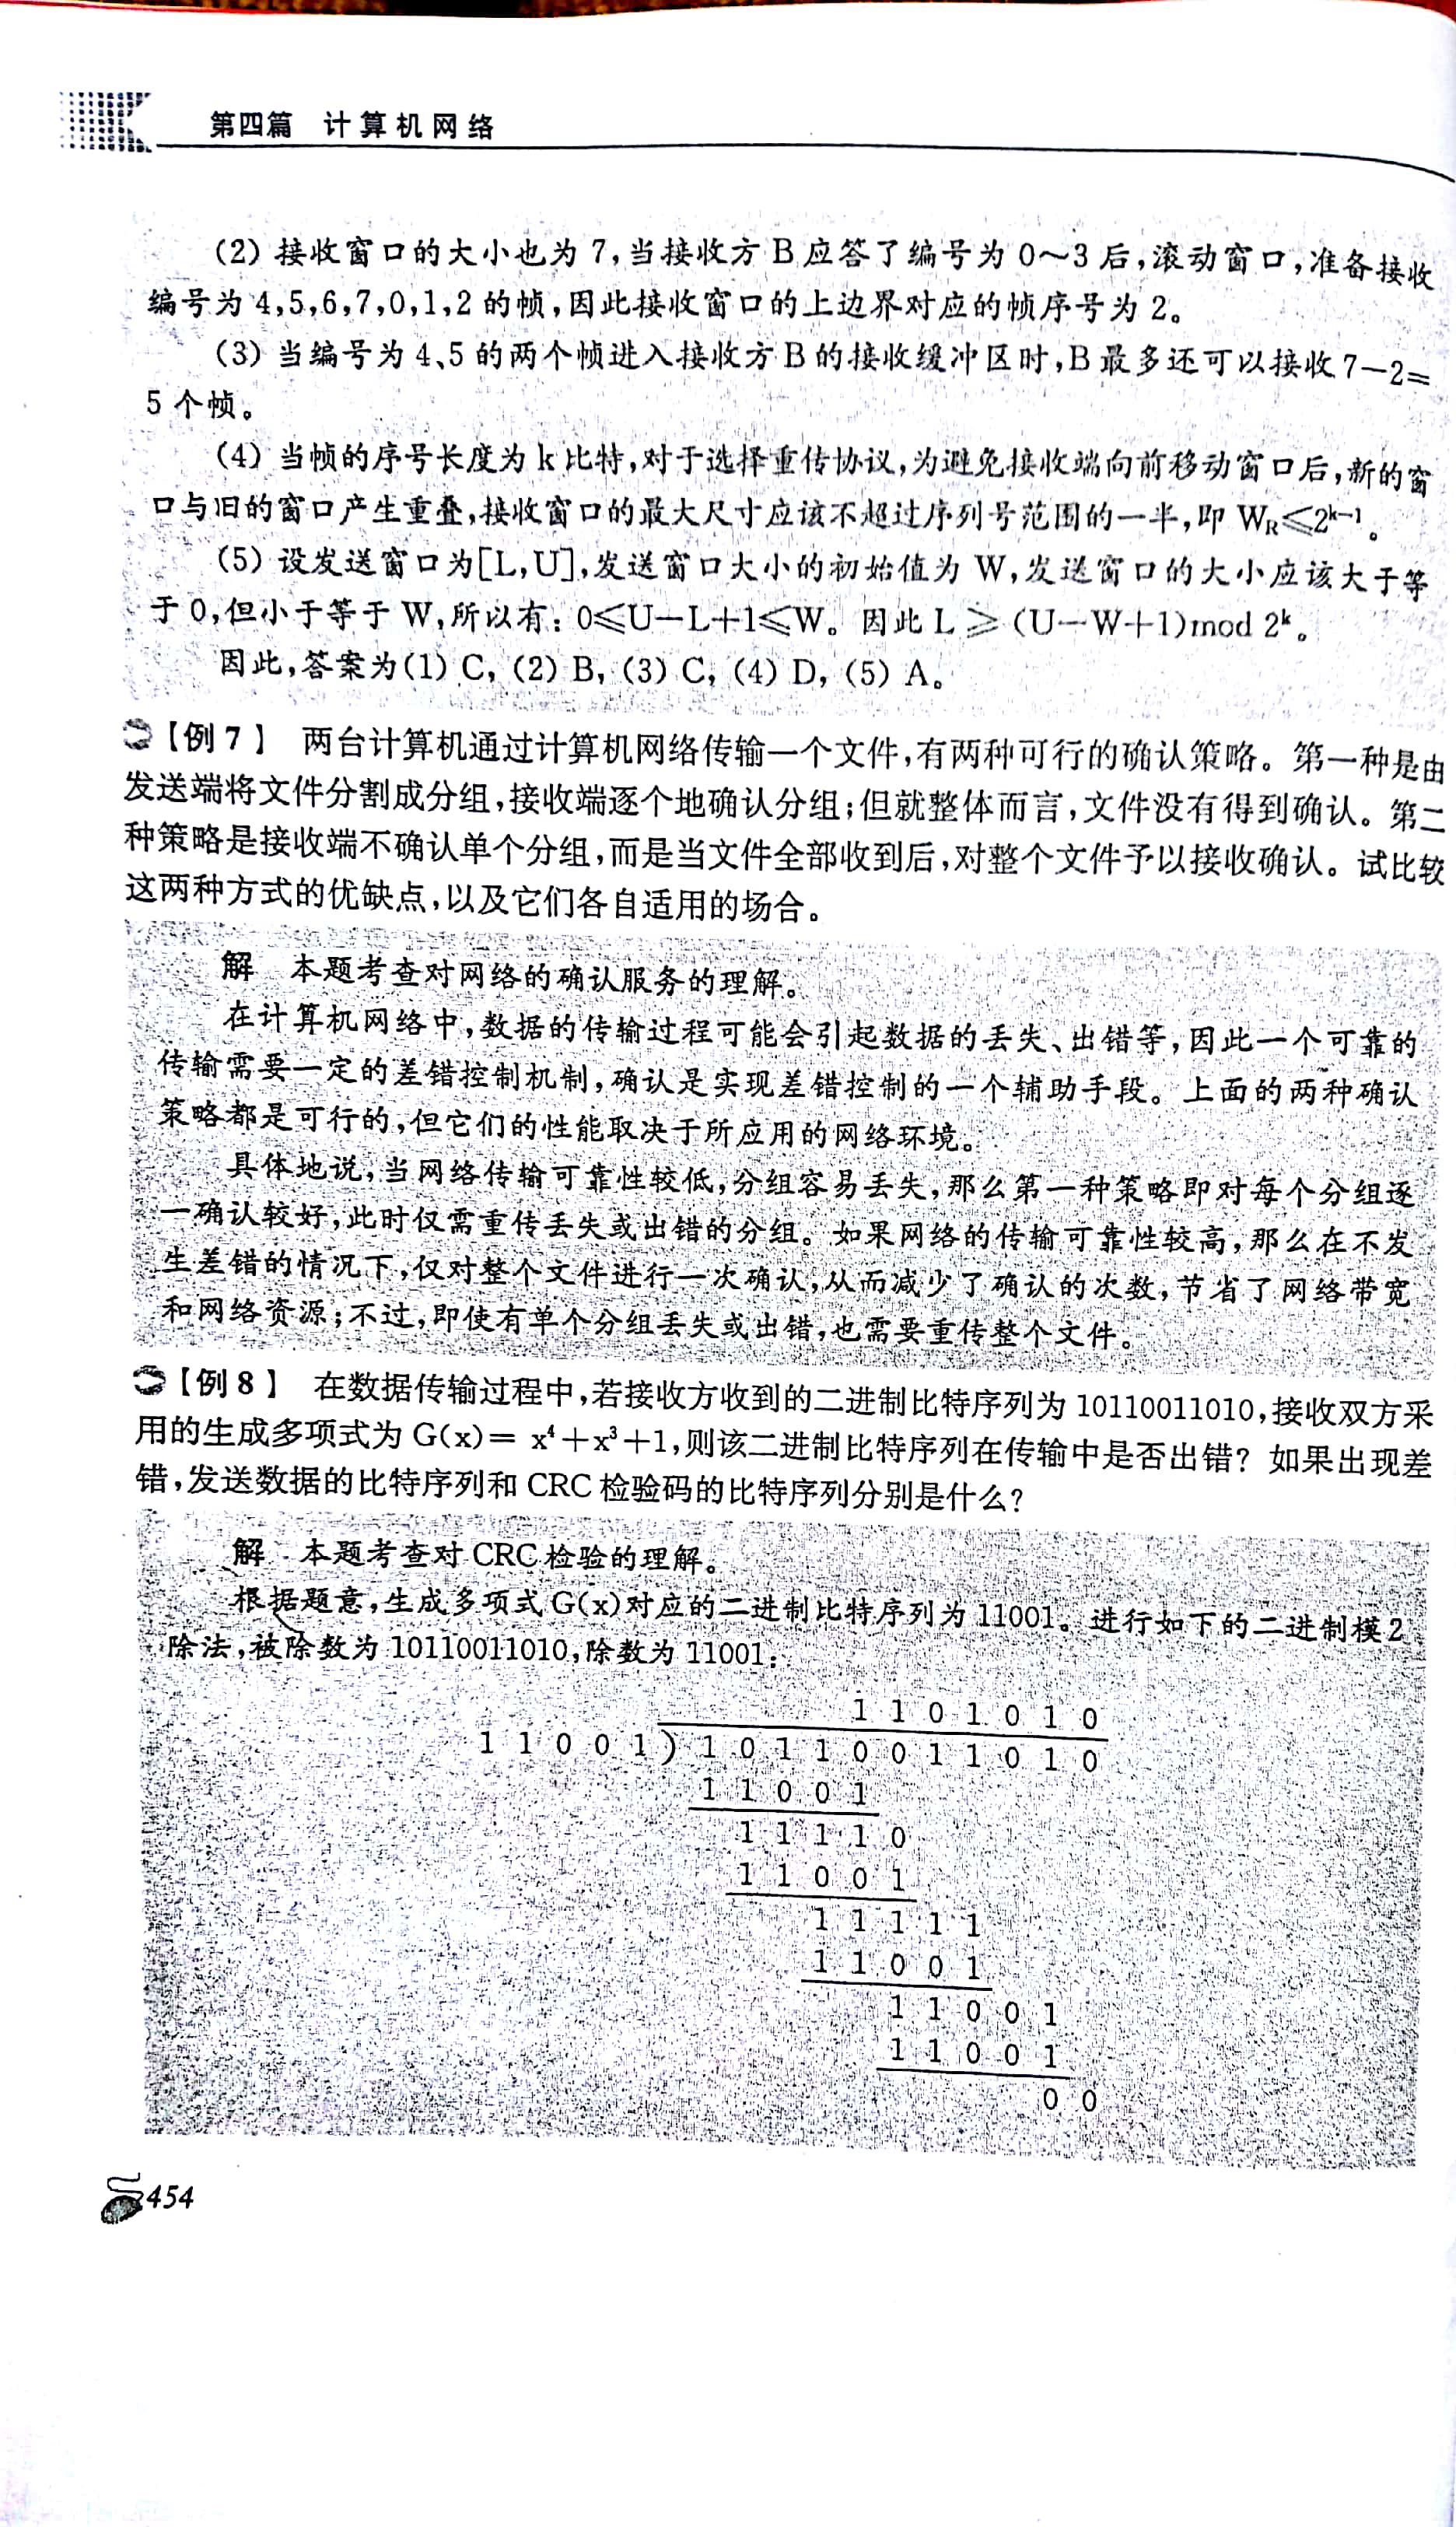 第四篇 计算机网络
(2) 接收窗口的大小也为 7,当接收方 B 应答了编号为 0～3 后,滚动窗口,准备接收
编号为 4,5,6,7,0,1,2 的帧,因此接收窗口的上边界对应的帧序号为 2。
(3) 当编号为 4、5 的两个帧进入接收方 B 的接收缓冲区时,B 最多还可以接收 7－2＝
5 个帧。
(4) 当帧的序号长度为 k 比特,对于选择重传协议,为避免接收端向前移动窗口后,新的窗
口与旧的窗口产生重叠,接收窗口的最大尺寸应该不超过序列号范围的一半,即 W_R≤2^{k-1}。
(5) 设发送窗口为[L,U],发送窗口大小的初始值为 W,发送窗口的大小应该大于等
于 0,但小于等于 W,所以有: 0≤U－L＋1≤W。因此 L ≥ (U－W＋1)mod 2^k。
因此,答案为(1) C, (2) B, (3) C, (4) D, (5) A。
【例 7】 两台计算机通过计算机网络传输一个文件,有两种可行的确认策略。第一种是由
发送端将文件分割成分组,接收端逐个地确认分组;但就整体而言,文件没有得到确认。第二
种策略是接收端不确认单个分组,而是当文件全部收到后,对整个文件予以接收确认。试比较
这两种方式的优缺点,以及它们各自适用的场合。
解 本题考查对网络的确认服务的理解。
在计算机网络中,数据的传输过程可能会引起数据的丢失、出错等,因此一个可靠的
传输需要一定的差错控制机制,确认是实现差错控制的一个辅助手段。上面的两种确认
策略都是可行的,但它们的性能取决于所应用的网络环境。
具体地说,当网络传输可靠性较低,分组容易丢失,那么第一种策略即对每个分组逐
一确认较好,此时仅需重传丢失或出错的分组。如果网络的传输可靠性较高,那么在不发
生差错的情况下,仅对整个文件进行一次确认,从而减少了确认的次数,节省了网络带宽
和网络资源;不过,即使有单个分组丢失或出错,也需要重传整个文件。
【例 8】 在数据传输过程中,若接收方收到的二进制比特序列为 10110011010,接收双方采
用的生成多项式为 G(x)= x⁴＋x³＋1,则该二进制比特序列在传输中是否出错? 如果出现差
错,发送数据的比特序列和 CRC 检验码的比特序列分别是什么?
解 本题考查对 CRC 检验的理解。
根据题意,生成多项式 G(x)对应的二进制比特序列为 11001。进行如下的二进制模 2
除法,被除数为 10110011010,除数为 11001:
1 1 0 1 0 1 0
1 1 0 0 1 ) 1 0 1 1 0 0 1 1 0 1 0
1 1 0 0 1
1 1 1 1 0
1 1 0 0 1
1 1 1 1 1
1 1 0 0 1
1 1 0 0 1
1 1 0 0 1
0 0
454